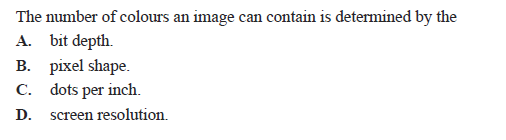 The number of colours an image can contain is determined by the
A. bit depth.
B. pixel shape.
C. dots per inch.
D. screen resolution.